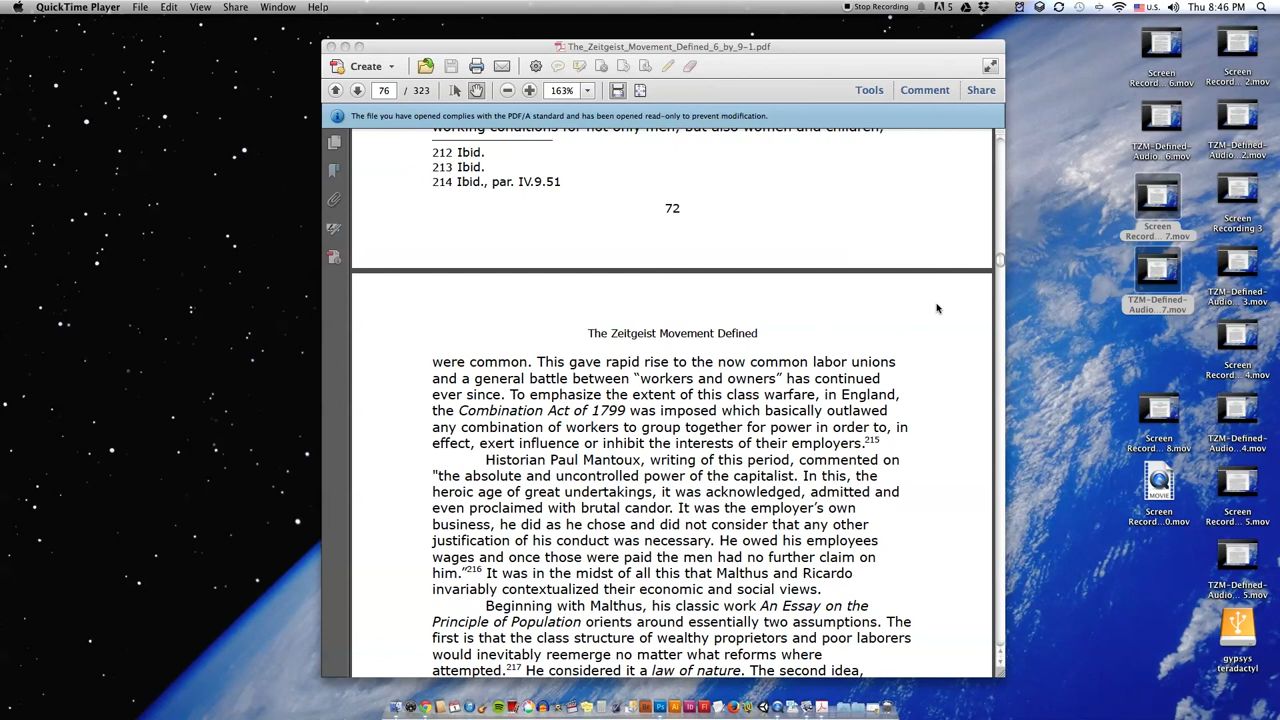 QuickTime Player File Edit View Share Window Help
Stop Recording 5 U.S. Thu 8:46 PM
The_Zeitgeist_Movement_Defined_6_by_9-1.pdf
Create
76 / 323 163% Tools Comment Share
The file you have opened complies with the PDF/A standard and has been opened read-only to prevent modification.
working conditions for not only men, but also women and children,
212 Ibid.
213 Ibid.
214 Ibid., par. IV.9.51
72
The Zeitgeist Movement Defined
were common. This gave rapid rise to the now common labor unions
and a general battle between “workers and owners” has continued
ever since. To emphasize the extent of this class warfare, in England,
the Combination Act of 1799 was imposed which basically outlawed
any combination of workers to group together for power in order to, in
effect, exert influence or inhibit the interests of their employers.215
Historian Paul Mantoux, writing of this period, commented on
"the absolute and uncontrolled power of the capitalist. In this, the
heroic age of great undertakings, it was acknowledged, admitted and
even proclaimed with brutal candor. It was the employer’s own
business, he did as he chose and did not consider that any other
justification of his conduct was necessary. He owed his employees
wages and once those were paid the men had no further claim on
him.”216 It was in the midst of all this that Malthus and Ricardo
invariably contextualized their economic and social views.
Beginning with Malthus, his classic work An Essay on the
Principle of Population orients around essentially two assumptions. The
first is that the class structure of wealthy proprietors and poor laborers
would inevitably reemerge no matter what reforms where
attempted.217 He considered it a law of nature. The second idea,
Screen
Record... 6.mov
Screen
Record... 2.mov
TZM-Defined-
Audio... 6.mov
TZM-Defined-
Audio...2.mov
Screen
Record... 7.mov
Screen
Recording 3
TZM-Defined-
Audio... 7.mov
TZM-Defined-
Audio... 3.mov
Screen
Record... 4.mov
Screen
Record... 8.mov
TZM-Defined-
Audio...4.mov
MOVIE
Screen
Record...0.mov
Screen
Record... 5.mov
TZM-Defined-
Audio... 5.mov
gypsys
teradactyl